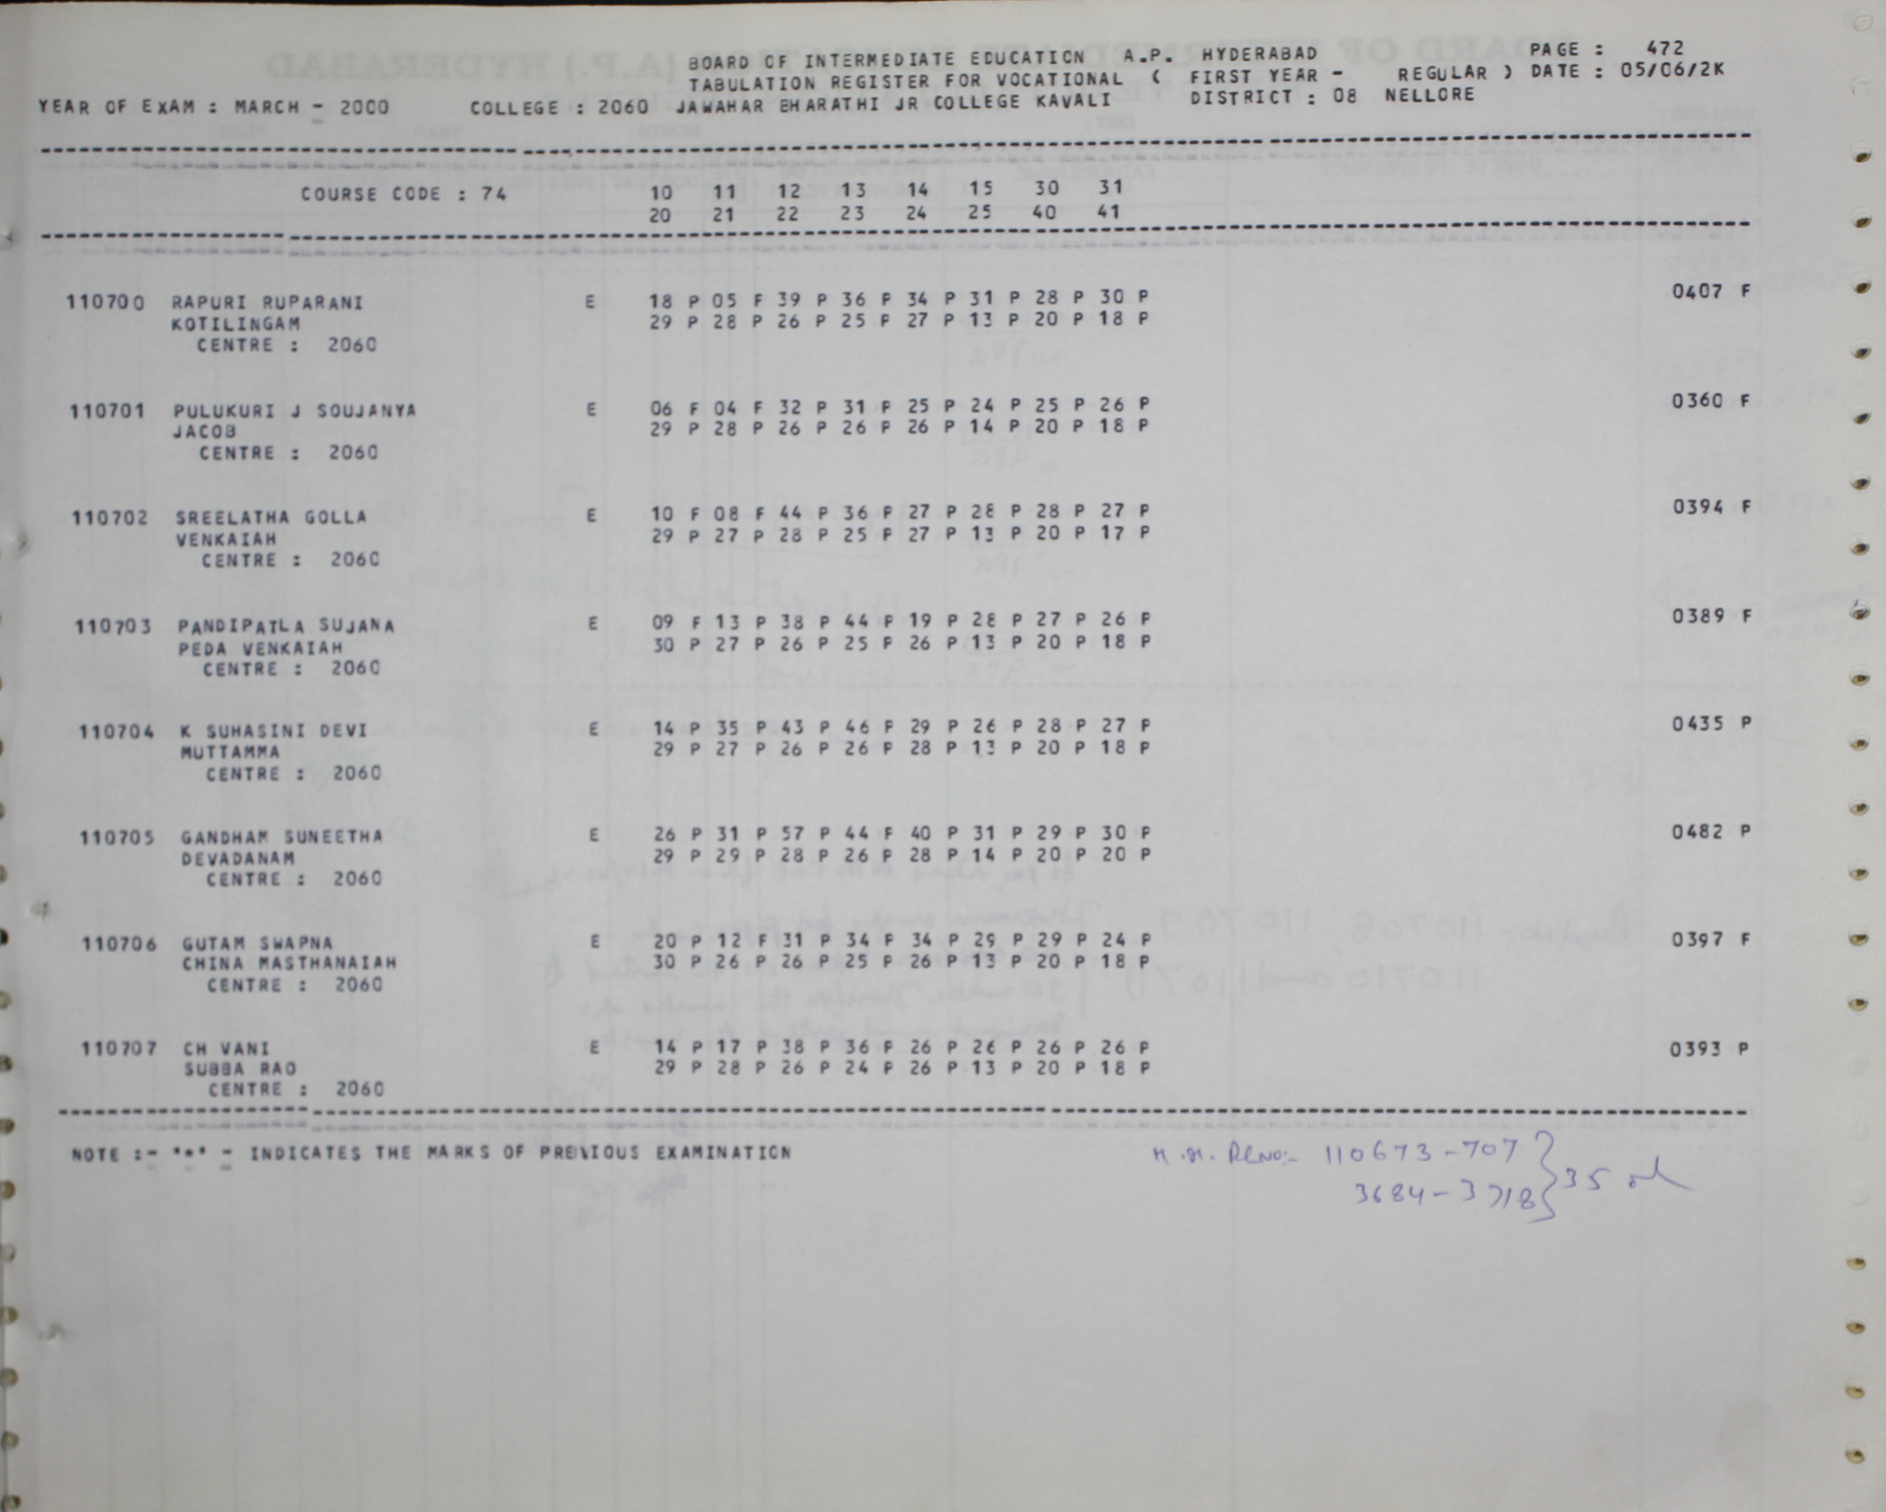 BOARD OF INTERMEDIATE EDUCATION A.P. HYDERABAD PAGE : 472
TABULATION REGISTER FOR VOCATIONAL ( FIRST YEAR - REGULAR ) DATE : 05/06/2K
YEAR OF EXAM : MARCH - 2000 COLLEGE : 2060 JAWAHAR BHARATHI JR COLLEGE KAVALI DISTRICT : 08 NELLORE
COURSE CODE : 74 10 11 12 13 14 15 30 31
20 21 22 23 24 25 40 41
110700 RAPURI RUPARANI E 18 P 05 F 39 P 36 P 34 P 31 P 28 P 30 P 0407 F
KOTILINGAM 29 P 28 P 26 P 25 P 27 P 13 P 20 P 18 P
CENTRE : 2060
110701 PULUKURI J SOUJANYA E 06 F 04 F 32 P 31 P 25 P 24 P 25 P 26 P 0360 F
JACOB 29 P 28 P 26 P 26 P 26 P 14 P 20 P 18 P
CENTRE : 2060
110702 SREELATHA GOLLA E 10 F 08 F 44 P 36 P 27 P 28 P 28 P 27 P 0394 F
VENKAIAH 29 P 27 P 28 P 25 P 27 P 13 P 20 P 17 P
CENTRE : 2060
110703 PANDIPATLA SUJANA E 09 F 13 P 38 P 44 P 19 P 28 P 27 P 26 P 0389 F
PEDA VENKAIAH 30 P 27 P 26 P 25 P 26 P 13 P 20 P 18 P
CENTRE : 2060
110704 K SUHASINI DEVI E 14 P 35 P 43 P 46 P 29 P 26 P 28 P 27 P 0435 P
MUTTAMMA 29 P 27 P 26 P 26 P 28 P 13 P 20 P 18 P
CENTRE : 2060
110705 GANDHAM SUNEETHA E 26 P 31 P 57 P 44 P 40 P 31 P 29 P 30 P 0482 P
DEVADANAM 29 P 29 P 28 P 26 P 28 P 14 P 20 P 20 P
CENTRE : 2060
110706 GUTAM SWAPNA E 20 P 12 F 31 P 34 P 34 P 29 P 29 P 24 P 0397 F
CHINA MASTHANAIAH 30 P 26 P 26 P 25 P 26 P 13 P 20 P 18 P
CENTRE : 2060
110707 CH VANI E 14 P 17 P 38 P 36 P 26 P 26 P 26 P 26 P 0393 P
SUBBA RAO 29 P 28 P 26 P 24 P 26 P 13 P 20 P 18 P
CENTRE : 2060
NOTE :- "*" - INDICATES THE MARKS OF PREVIOUS EXAMINATION
110673-707 } 35
3684-3718